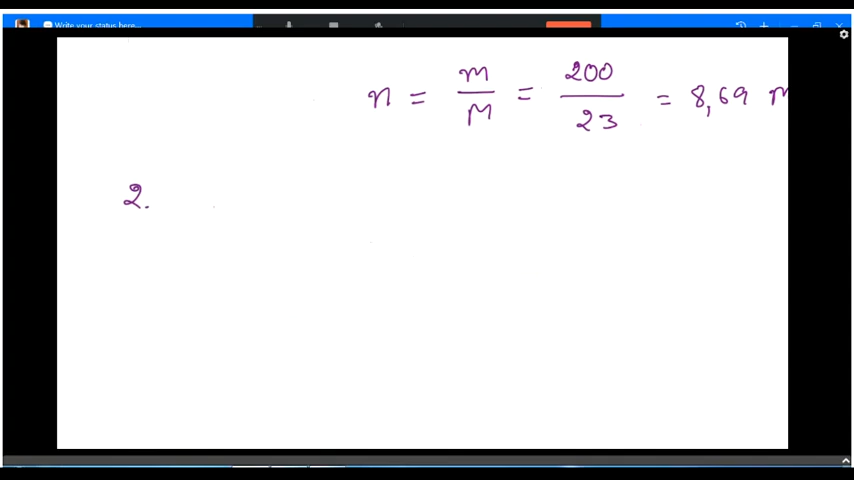 Write your status here...
n = m/M = 200/23 = 8,69 m
2.